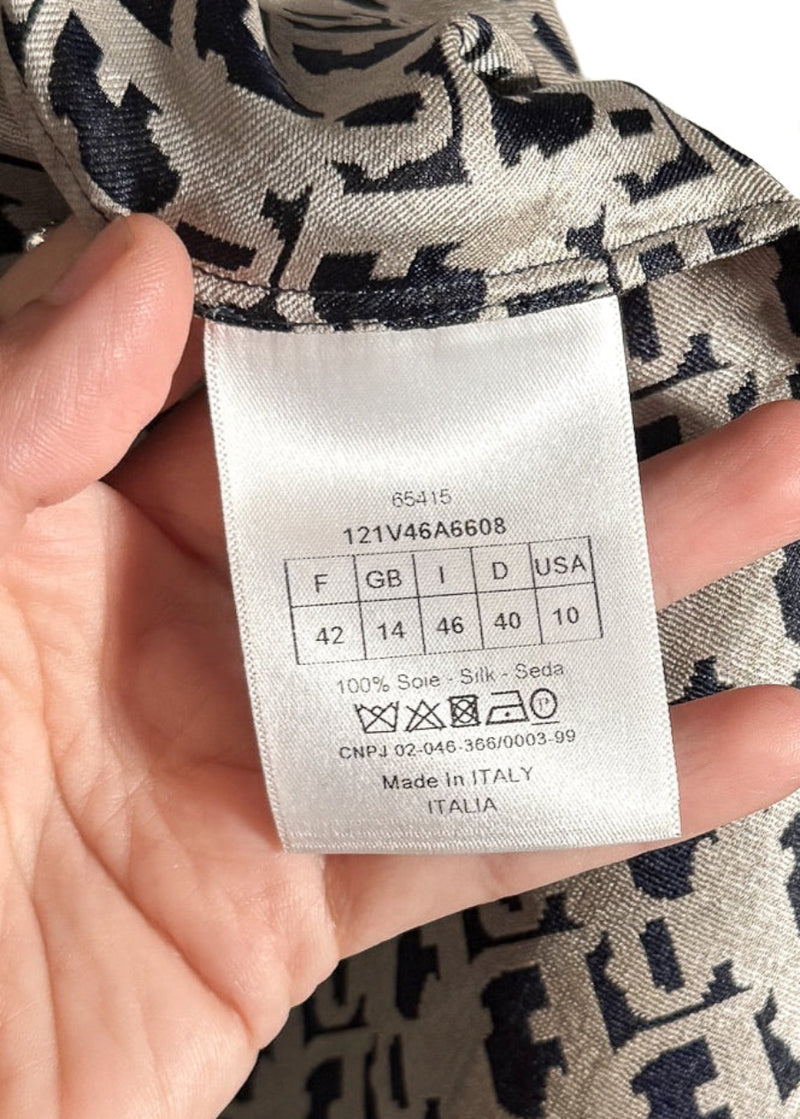 65415
121V46A6608
F GB I D USA
42 14 46 40 10
100% Soie - Silk - Seda
CNPJ 02-046-366/0003-99
Made In ITALY
ITALIA